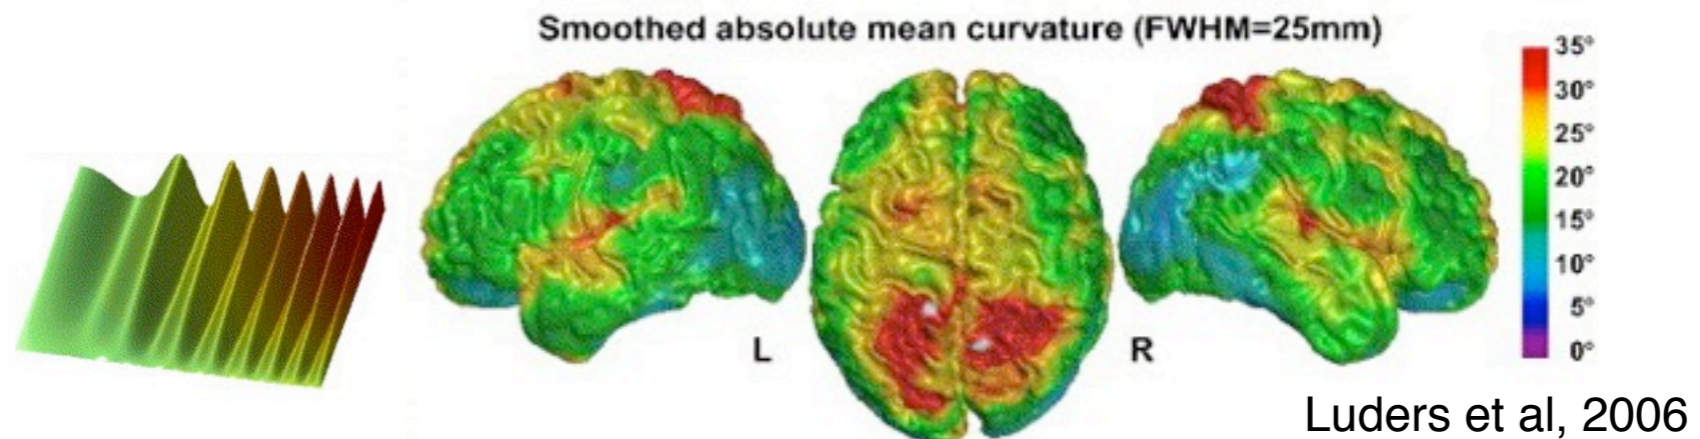 Smoothed absolute mean curvature (FWHM=25mm)
35°
30°
25°
20°
15°
10°
5°
0°
L
R
Luders et al, 2006